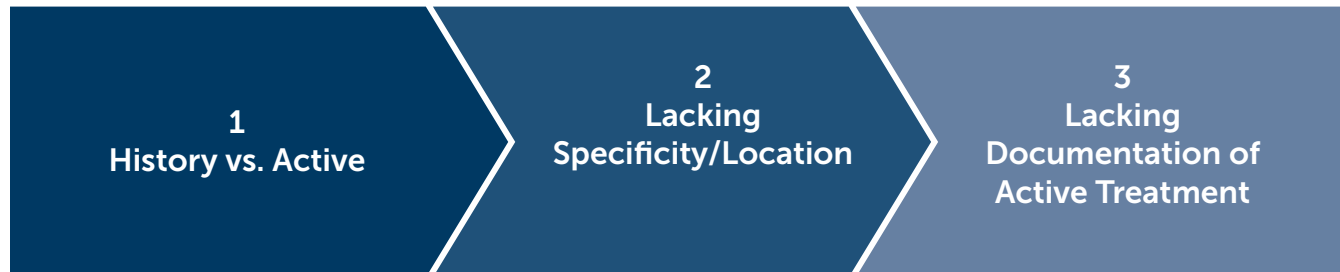 1
History vs. Active
2
Lacking
Specificity/Location
3
Lacking
Documentation of
Active Treatment